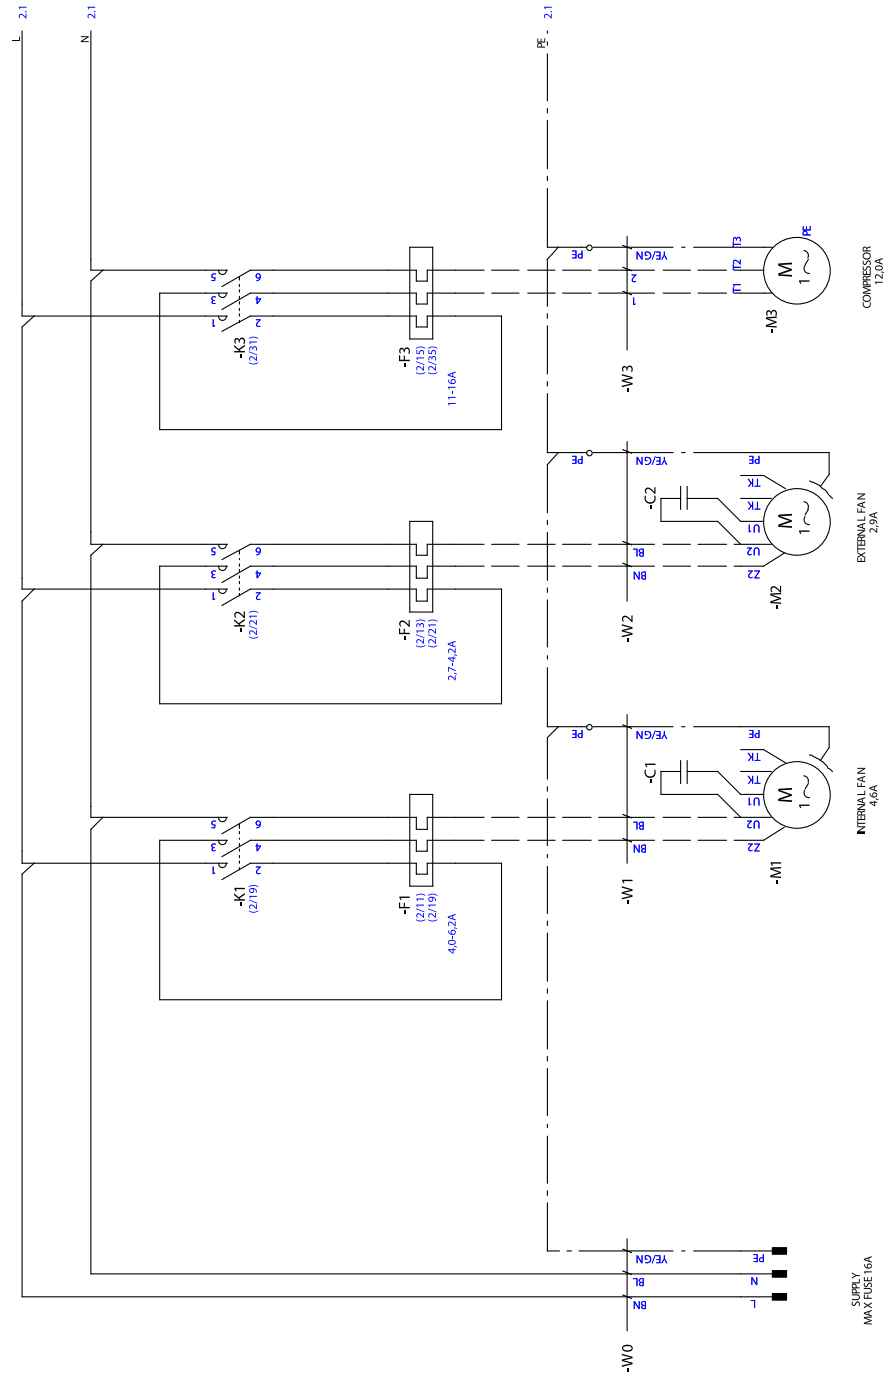 L 2.1
N 2.1
1 3 5
-K1
(2/19)
2 4 6
1 3 5
-K2
(2/21)
2 4 6
1 3 5
-K3
(2/31)
2 4 6
-F1
(2/11)
(2/19)
4,0-6,2A
-F2
(2/13)
(2/21)
2,7-4,2A
-F3
(2/15)
(2/35)
11-16A
PE 2.1
-W0
BN BL YE/GN
L N PE
SUPPLY
MAX FUSE 16A
PE
-W1
BN BL YE/GN
-C1
Z2 U2 U1 TK TK PE
-M1
M
1~
INTERNAL FAN
4,6A
PE
-W2
BN BL YE/GN
-C2
Z2 U2 U1 TK TK PE
-M2
M
1~
EXTERNAL FAN
2,9A
PE
-W3
1 2 YE/GN
T1 T2 T3
-M3
M
1~
PE
COMPRESSOR
12,0A